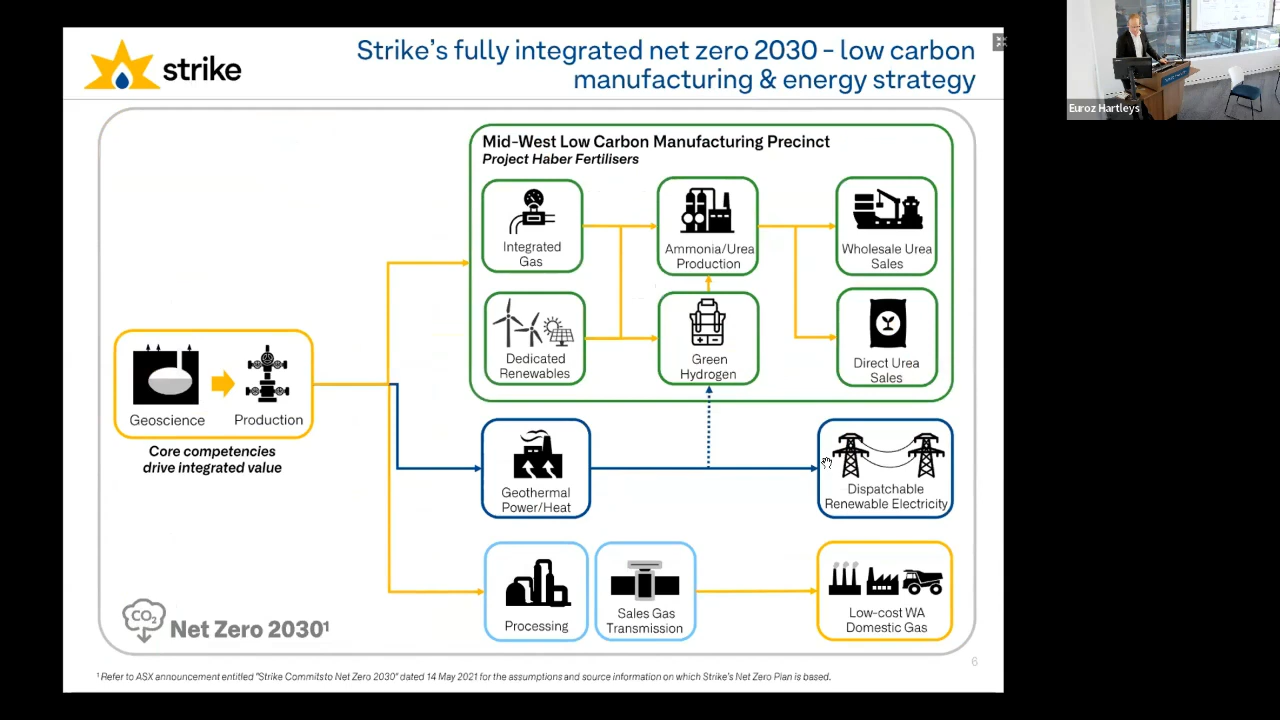 strike
Strike's fully integrated net zero 2030 - low carbon
manufacturing & energy strategy
Euroz Hartleys
Mid-West Low Carbon Manufacturing Precinct
Project Haber Fertilisers
Integrated
Gas
Ammonia/Urea
Production
Wholesale Urea
Sales
Dedicated
Renewables
Green
Hydrogen
Direct Urea
Sales
Geoscience
Production
Core competencies
drive integrated value
Geothermal
Power/Heat
Dispatchable
Renewable Electricity
Processing
Sales Gas
Transmission
Low-cost WA
Domestic Gas
CO2
Net Zero 2030¹
6
¹ Refer to ASX announcement entitled "Strike Commits to Net Zero 2030" dated 14 May 2021 for the assumptions and source information on which Strike's Net Zero Plan is based.